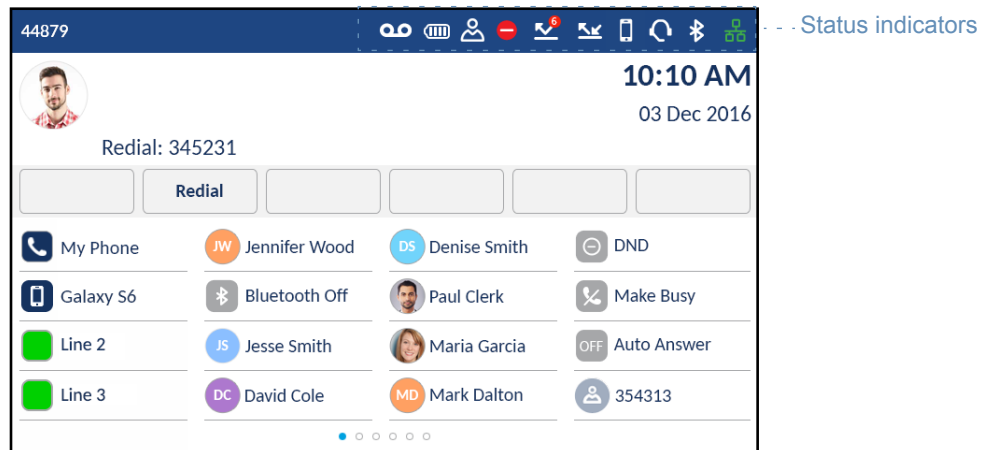 44879
6
Status indicators
10:10 AM
03 Dec 2016
Redial: 345231
Redial
My Phone
JW Jennifer Wood
DS Denise Smith
DND
Galaxy S6
Bluetooth Off
Paul Clerk
Make Busy
Line 2
JS Jesse Smith
Maria Garcia
OFF Auto Answer
Line 3
DC David Cole
MD Mark Dalton
354313